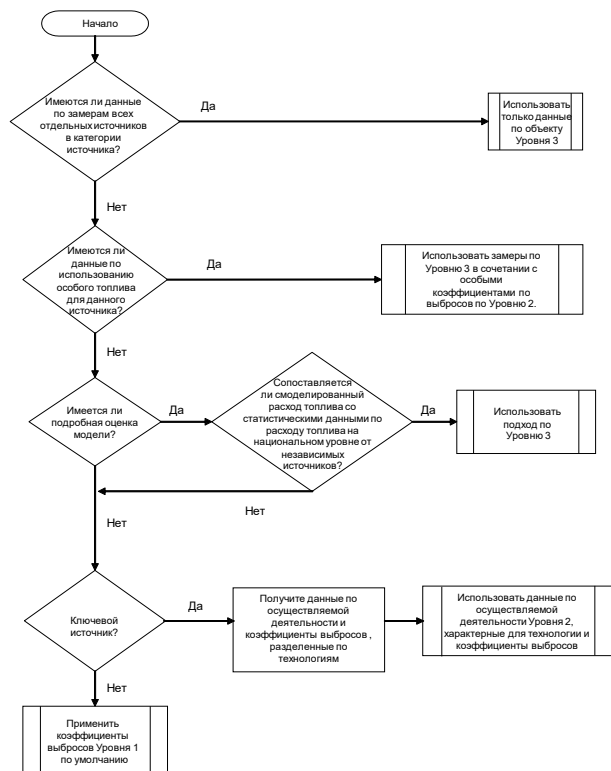 Начало
Имеются ли данные
по замерам всех
отдельных источников
в категории
источника?
Да
Использовать
только данные
по объекту
Уровня 3
Нет
Имеются ли
данные по
использованию
особого топлива
для данного
источника?
Да
Использовать замеры по
Уровню 3 в сочетании с
особыми
коэффициентами по
выбросов по Уровню 2.
Нет
Имеется ли
подробная оценка
модели?
Да
Сопоставляется
ли смоделированный
расход топлива со
статистическими данными по
расходу топлива на
национальном уровне от
независимых
источников?
Да
Использовать
подход по
Уровню 3
Нет
Нет
Ключевой
источник?
Да
Получите данные по
осуществляемой
деятельности и
коэффициенты выбросов ,
разделенные по
технологиям
Использовать данные по
осуществляемой
деятельности Уровня 2,
характерные для технологии и
коэффициенты выбросов
Нет
Применить
коэффициенты
выбросов Уровня 1
по умолчанию